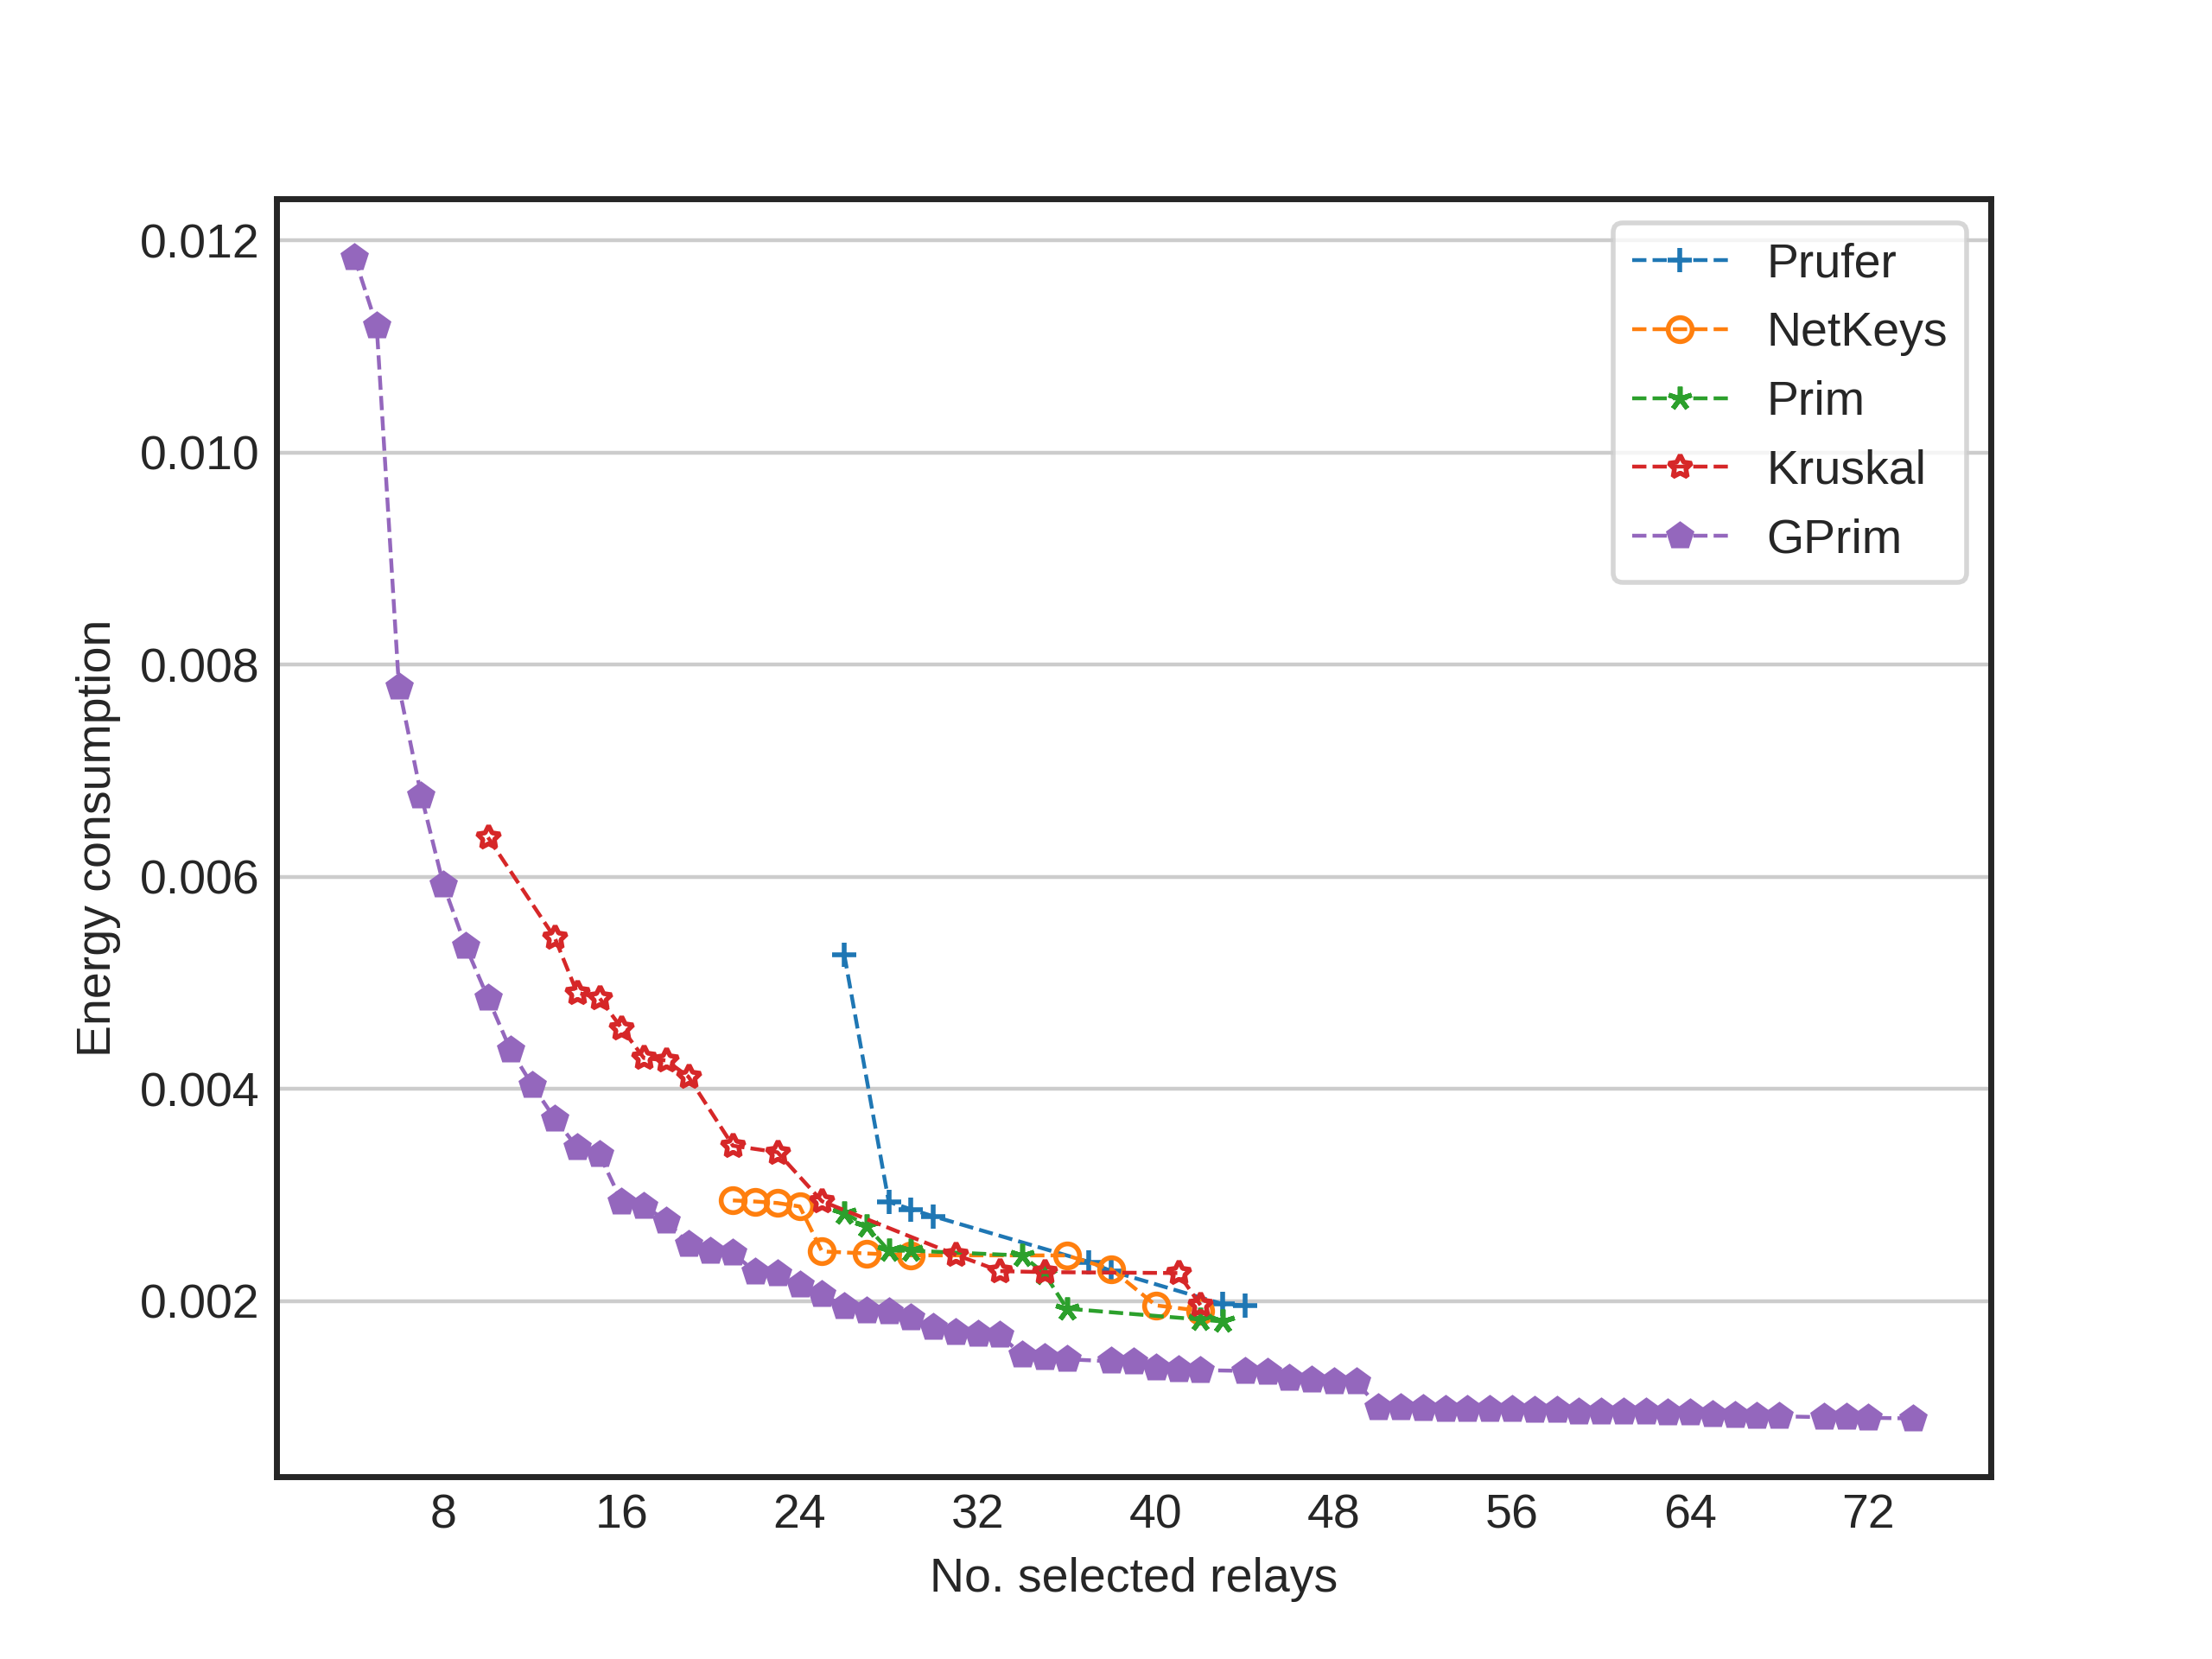 0.012
0.010
0.008
0.006
0.004
0.002
Energy consumption
8 16 24 32 40 48 56 64 72
No. selected relays
Prufer
NetKeys
Prim
Kruskal
GPrim